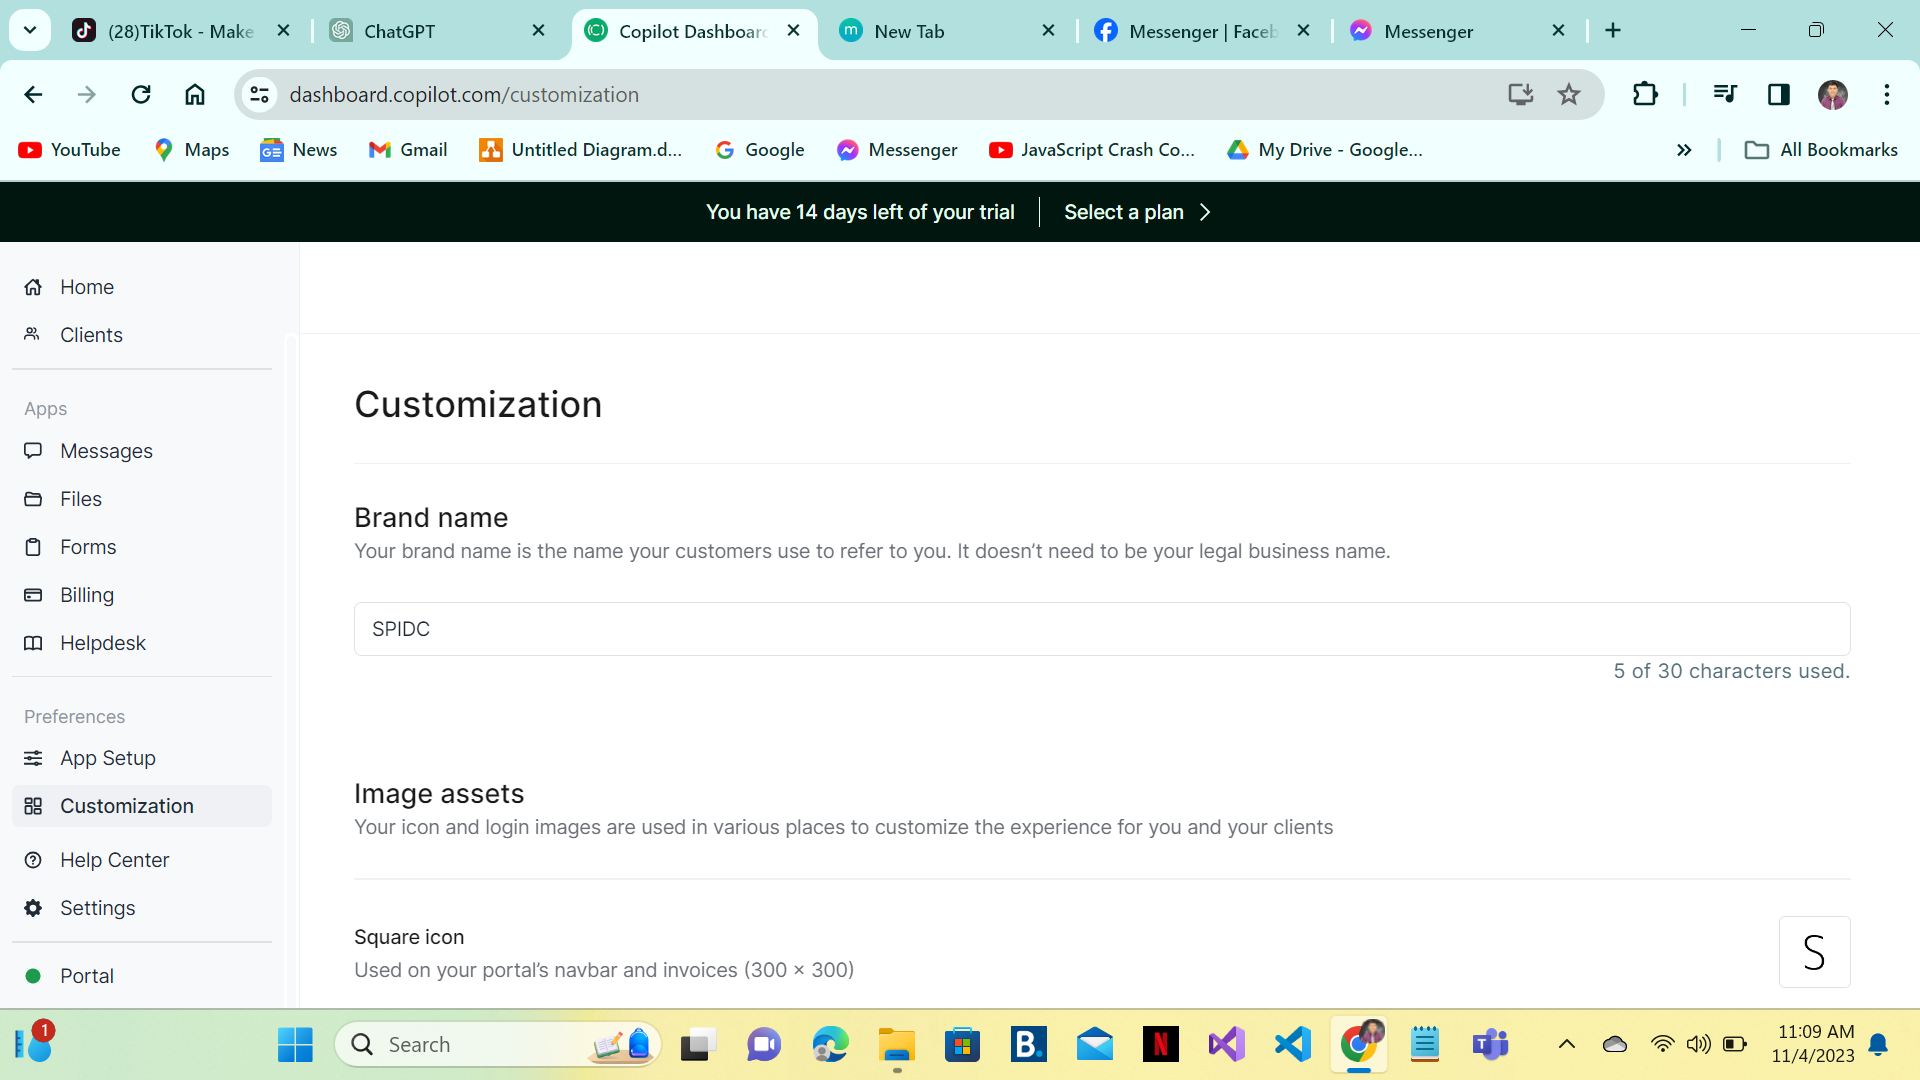 (28)TikTok - Make
ChatGPT
Copilot Dashboard
m
New Tab
Messenger | Faceb
Messenger
dashboard.copilot.com/customization
YouTube
Maps
News
Gmail
Untitled Diagram.d...
Google
Messenger
JavaScript Crash Co...
My Drive - Google...
All Bookmarks
You have 14 days left of your trial
Select a plan
Home
Clients
Apps
Messages
Files
Forms
Billing
Helpdesk
Preferences
App Setup
Customization
Help Center
Settings
Portal
Customization
Brand name
Your brand name is the name your customers use to refer to you. It doesn’t need to be your legal business name.
SPIDC
5 of 30 characters used.
Image assets
Your icon and login images are used in various places to customize the experience for you and your clients
Square icon
Used on your portal’s navbar and invoices (300 × 300)
S
1
Search
B.
N
T
11:09 AM
11/4/2023